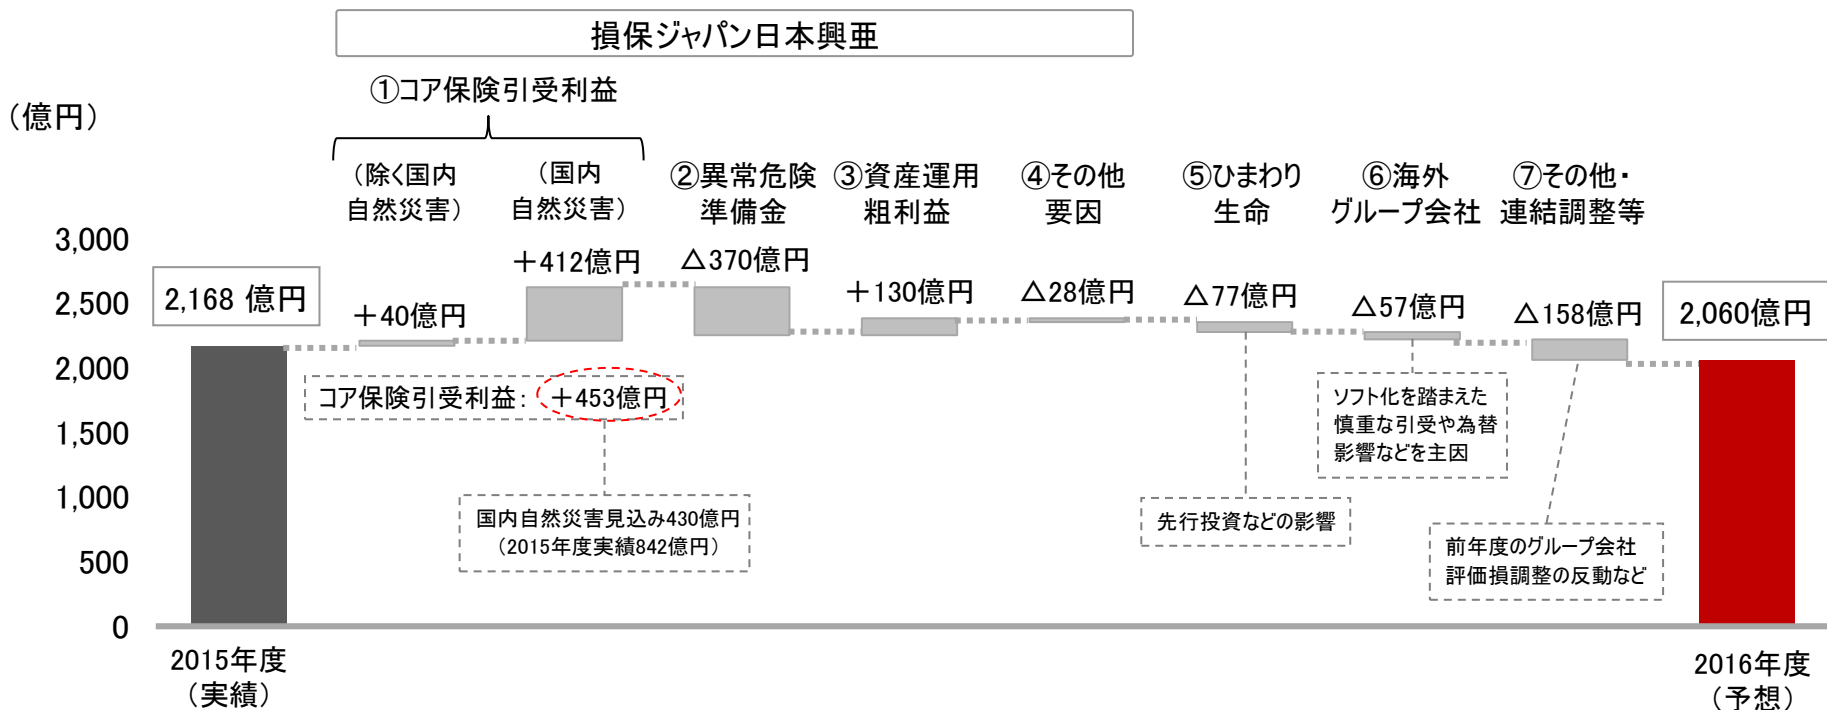 損保ジャパン日本興亜
①コア保険引受利益
（億円）
（除く国内
自然災害）
（国内
自然災害）
②異常危険
準備金
③資産運用
粗利益
④その他
要因
⑤ひまわり
生命
⑥海外
グループ会社
⑦その他・
連結調整等
3,000
2,500
2,000
1,500
1,000
500
0
2,168 億円
＋40億円
＋412億円
△370億円
＋130億円
△28億円
△77億円
△57億円
△158億円
2,060億円
コア保険引受利益： ＋453億円
国内自然災害見込み430億円
（2015年度実績842億円）
先行投資などの影響
ソフト化を踏まえた
慎重な引受や為替
影響などを主因
前年度のグループ会社
評価損調整の反動など
2015年度
（実績）
2016年度
（予想）